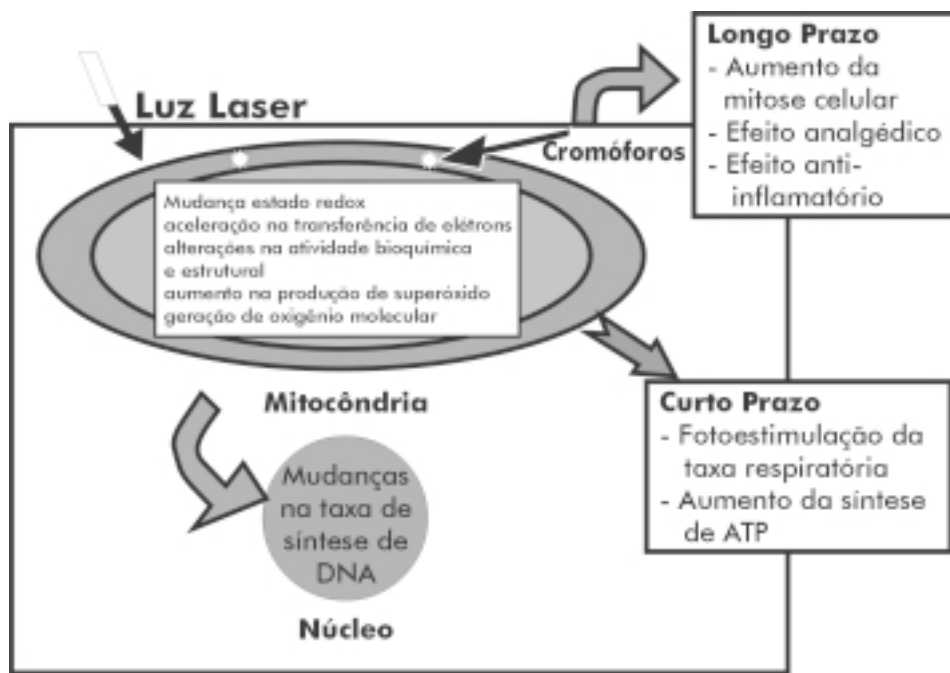 Luz Laser
Cromóforos
Longo Prazo
- Aumento da
mitose celular
- Efeito analgédico
- Efeito anti-
inflamatório
Mudança estado redox
aceleração na transferência de elétrons
alterações na atividade bioquímica
e estrutural
aumento na produção de superóxido
geração de oxigênio molecular
Mitocôndria
Curto Prazo
- Fotoestimulação da
taxa respiratória
- Aumento da síntese
de ATP
Mudanças
na taxa de
síntese de
DNA
Núcleo